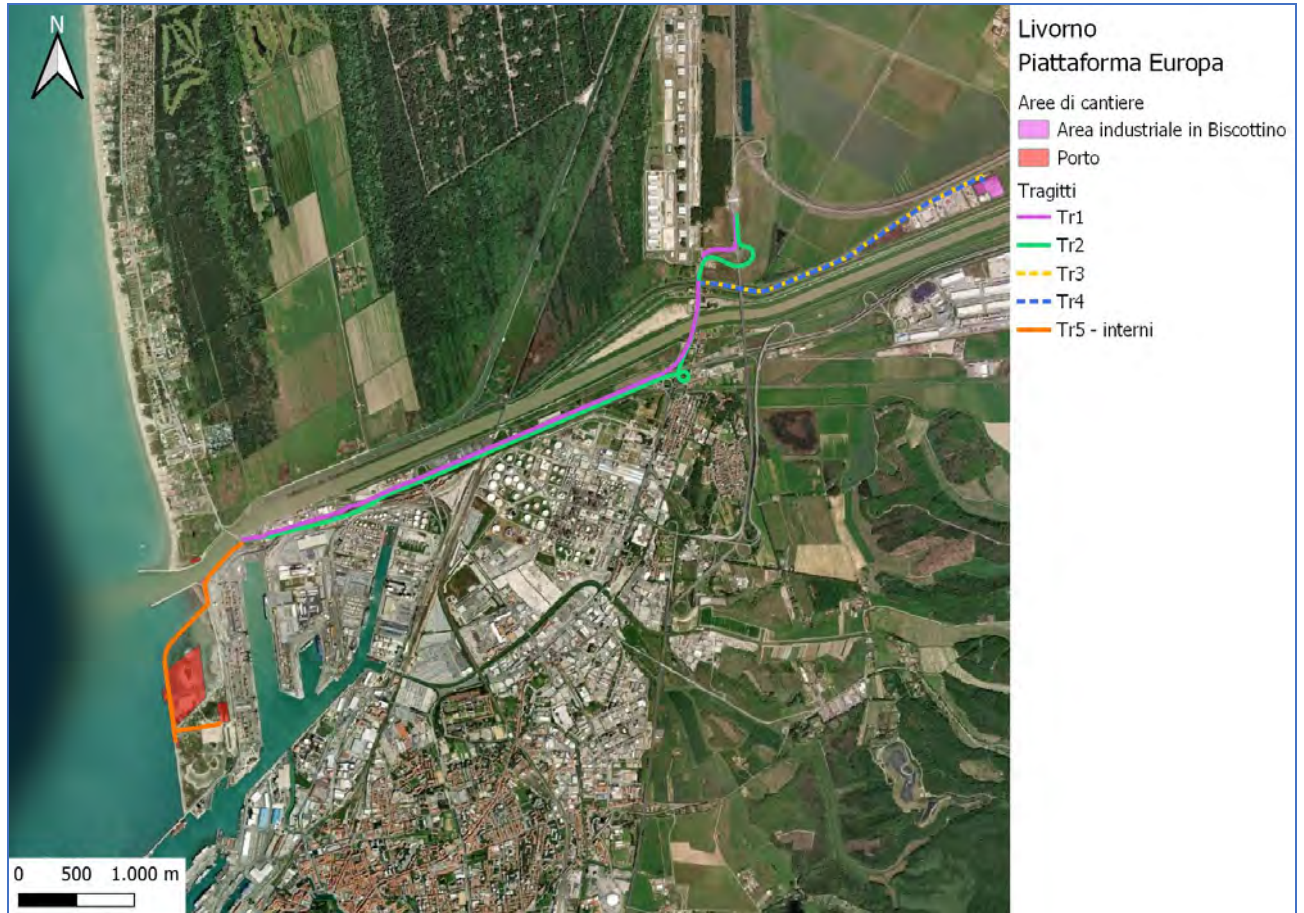 N
Livorno
Piattaforma Europa
Aree di cantiere
Area industriale in Biscottino
Porto
Tragitti
Tr1
Tr2
Tr3
Tr4
Tr5 - interni
0 500 1.000 m